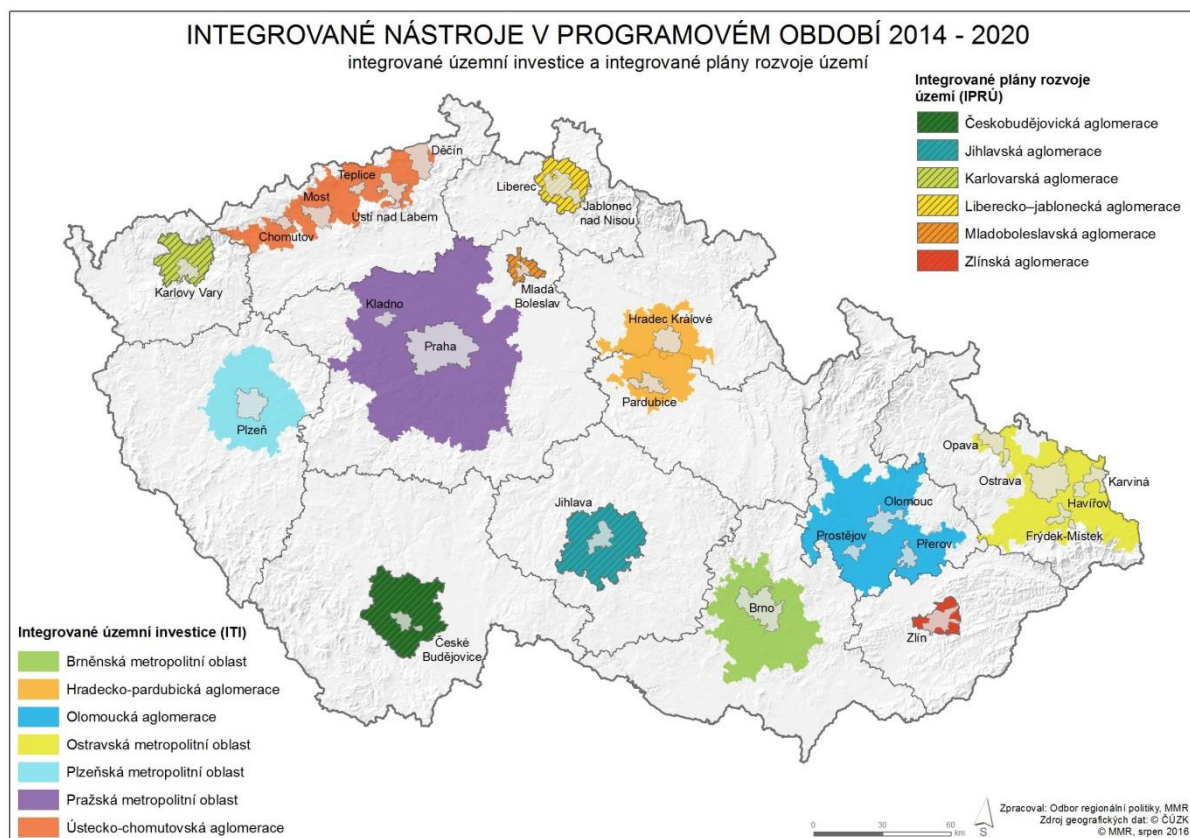 INTEGROVANÉ NÁSTROJE V PROGRAMOVÉM OBDOBÍ 2014 - 2020
integrované územní investice a integrované plány rozvoje území
Integrované plány rozvoje
území (IPRÚ)
Českobudějovická aglomerace
Jihlavská aglomerace
Karlovarská aglomerace
Liberecko–jablonecká aglomerace
Mladoboleslavská aglomerace
Zlínská aglomerace
Děčín
Teplice
Most
Ústí nad Labem
Chomutov
Liberec
Jablonec
nad Nisou
Karlovy Vary
Mladá
Boleslav
Kladno
Praha
Hradec Králové
Pardubice
Plzeň
Opava
Ostrava
Karviná
Havířov
Frýdek-Místek
Jihlava
Olomouc
Prostějov
Přerov
Brno
Zlín
České
Budějovice
Integrované územní investice (ITI)
Brněnská metropolitní oblast
Hradecko-pardubická aglomerace
Olomoucká aglomerace
Ostravská metropolitní oblast
Plzeňská metropolitní oblast
Pražská metropolitní oblast
Ústecko-chomutovská aglomerace
0 30 60
km
S
Zpracoval: Odbor regionální politiky, MMR
Zdroj geografických dat: © ČÚZK
© MMR, srpen 2016